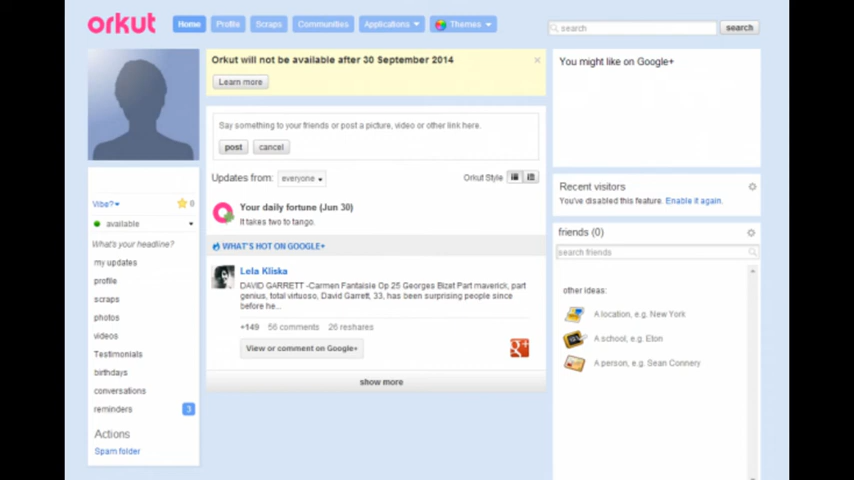 orkut
Home Profile Scraps Communities Applications Themes
search search
Vibe? 0
available
What's your headline?
my updates
profile
scraps
photos
videos
Testimonials
birthdays
conversations
reminders 3
Actions
Spam folder
Orkut will not be available after 30 September 2014
Learn more
Say something to your friends or post a picture, video or other link here.
post cancel
Updates from: everyone Orkut Style
Your daily fortune (Jun 30)
It takes two to tango.
WHAT'S HOT ON GOOGLE+
Lela Kliska
DAVID GARRETT -Carmen Fantaisie Op 25 Georges Bizat Part maverick, part
genius, total virtuoso, David Garrett, 33, has been surprising people since
before he...
+149 56 comments 26 reshares
View or comment on Google+
g+
show more
You might like on Google+
Recent visitors
You've disabled this feature. Enable it again.
friends (0)
search friends
other ideas:
A location, e.g. New York
A school, e.g. Eton
A person, e.g. Sean Connery